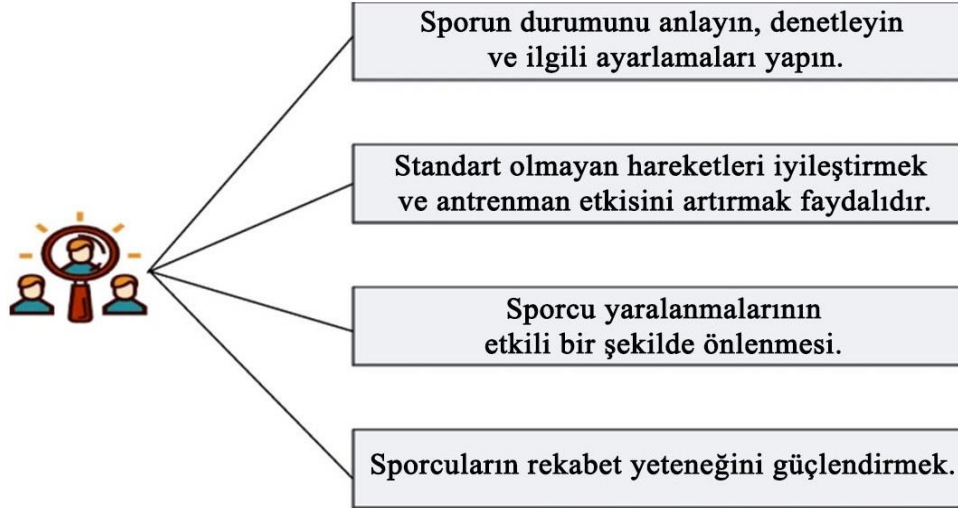 Sporun durumunu anlayın, denetleyin
ve ilgili ayarlamaları yapın.
Standart olmayan hareketleri iyileştirmek
ve antrenman etkisini artırmak faydalıdır.
Sporcu yaralanmalarının
etkili bir şekilde önlenmesi.
Sporcuların rekabet yeteneğini güçlendirmek.